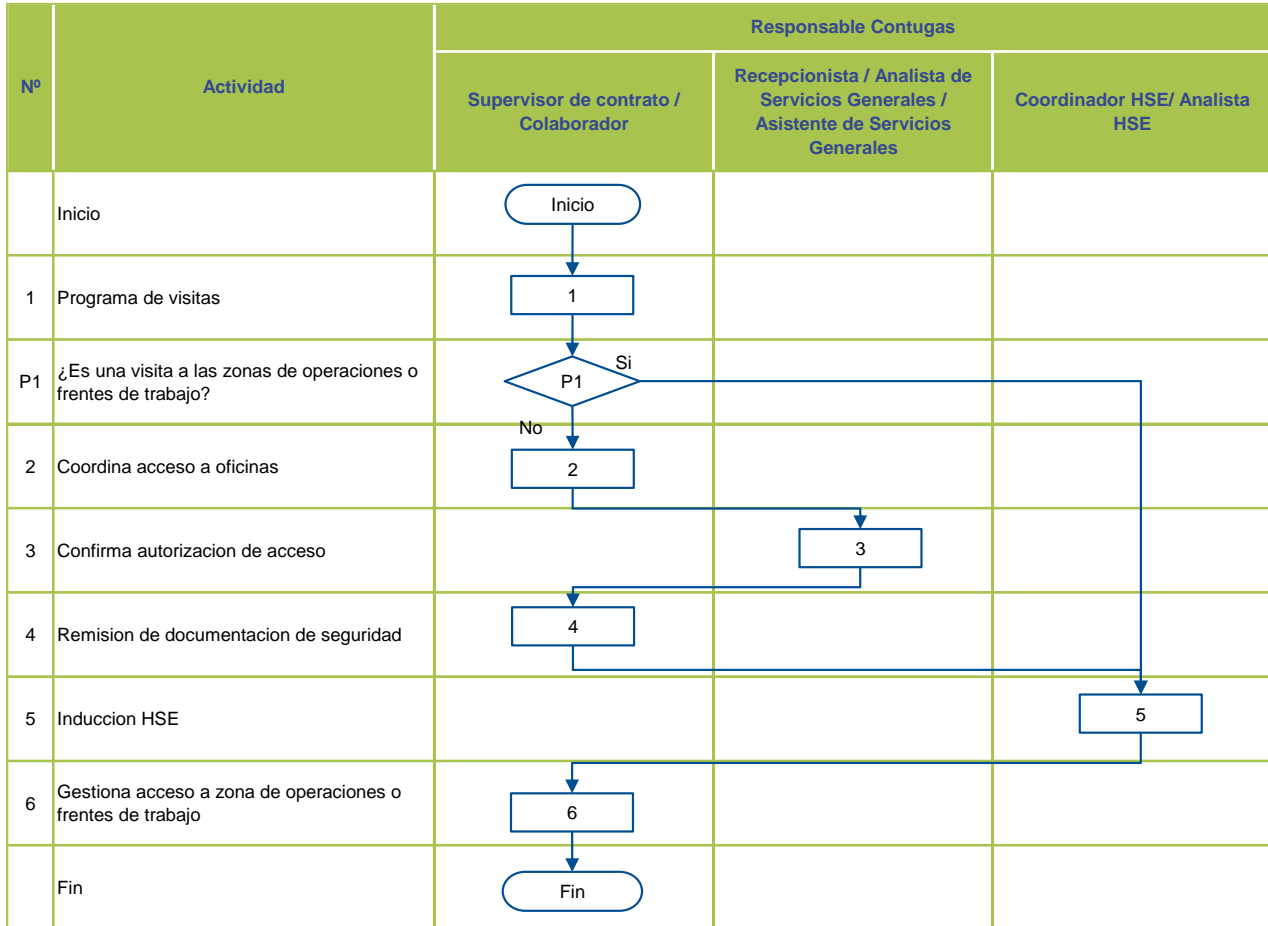 Responsable Contugas
Nº
Actividad
Supervisor de contrato /
Colaborador
Recepcionista / Analista de
Servicios Generales /
Asistente de Servicios
Generales
Coordinador HSE/ Analista
HSE
Inicio
Inicio
1
Programa de visitas
1
P1
¿Es una visita a las zonas de operaciones o
frentes de trabajo?
P1
Si
No
2
Coordina acceso a oficinas
2
3
Confirma autorizacion de acceso
3
4
Remision de documentacion de seguridad
4
5
Induccion HSE
5
6
Gestiona acceso a zona de operaciones o
frentes de trabajo
6
Fin
Fin